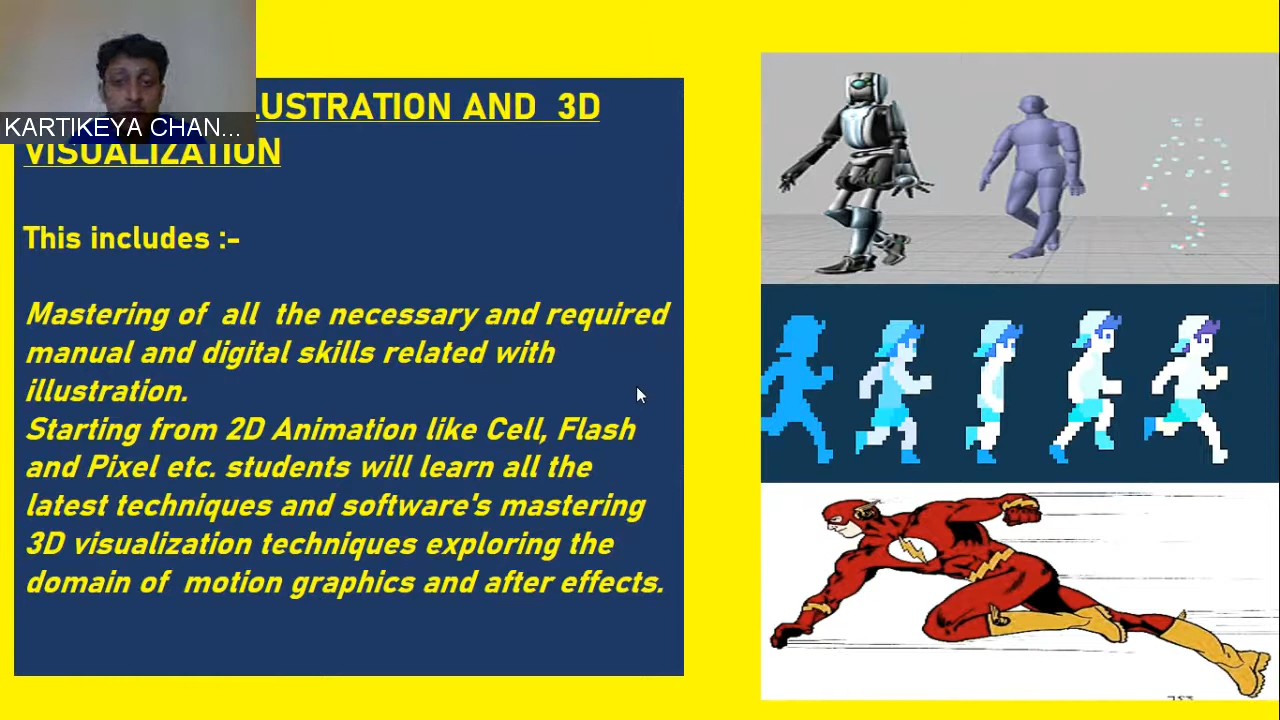 KARTIKEYA CHAN...
LUSTRATION AND 3D
VISUALIZATION
This includes :-
Mastering of all the necessary and required
manual and digital skills related with
illustration.
Starting from 2D Animation like Cell, Flash
and Pixel etc. students will learn all the
latest techniques and software's mastering
3D visualization techniques exploring the
domain of motion graphics and after effects.